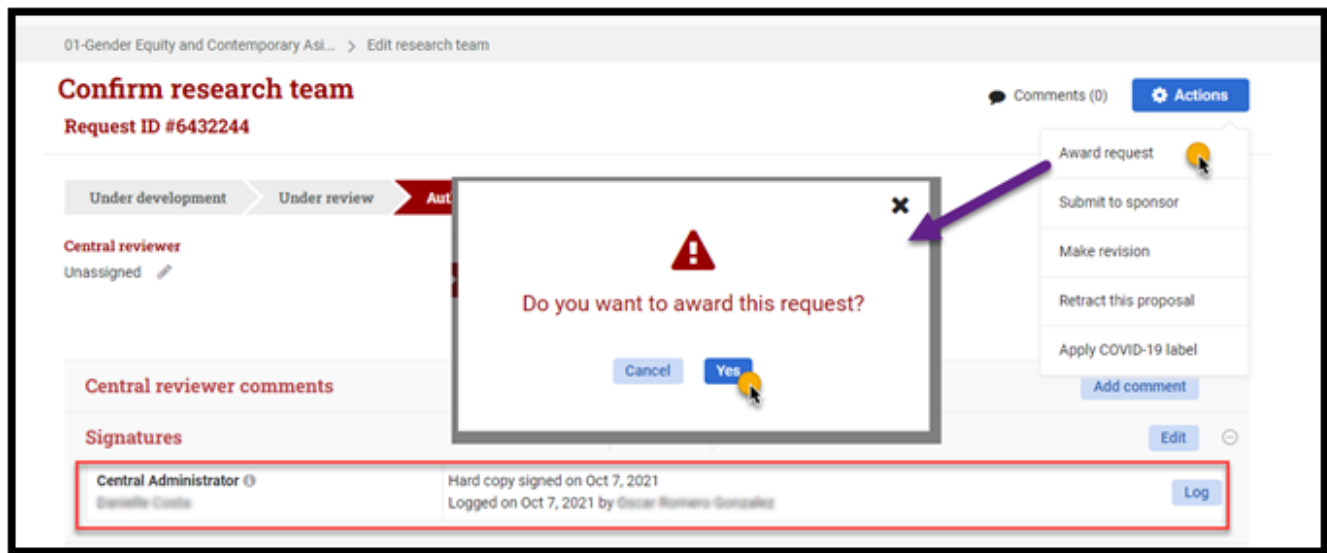 01-Gender Equity and Contemporary Asi... > Edit research team
Confirm research team
Comments (0)
Actions
Request ID #6432244
Award request
Submit to sponsor
Make revision
Retract this proposal
Apply COVID-19 label
Under development
Under review
Aut
Central reviewer
Unassigned
Do you want to award this request?
Cancel
Yes
Central reviewer comments
Add comment
Signatures
Edit
Central Administrator
Hard copy signed on Oct 7, 2021
Logged on Oct 7, 2021 by
Log